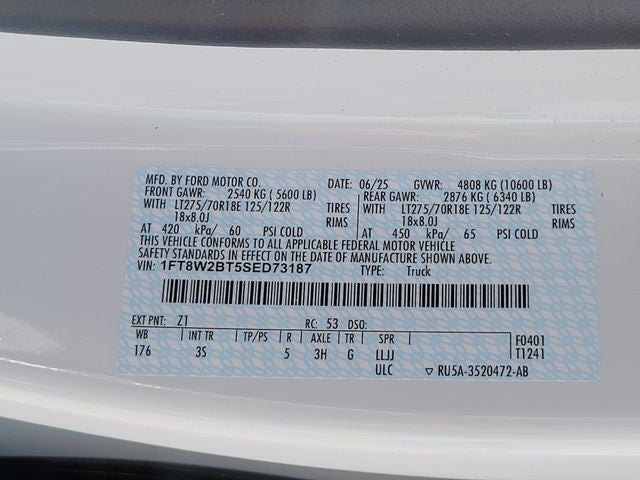 MFD. BY FORD MOTOR CO. DATE: 06/25 GVWR: 4808 KG (10600 LB)
FRONT GAWR: 2540 KG ( 5600 LB) REAR GAWR: 2876 KG ( 6340 LB)
WITH LT275/70R18E 125/122R TIRES WITH LT275/70R18E 125/122R TIRES
18x8.0J RIMS 18x8.0J RIMS
AT 420 kPa/ 60 PSI COLD AT 450 kPa/ 65 PSI COLD
THIS VEHICLE CONFORMS TO ALL APPLICABLE FEDERAL MOTOR VEHICLE
SAFETY STANDARDS IN EFFECT ON THE DATE OF MANUFACTURE SHOWN ABOVE.
VIN: 1FT8W2BT5SED73187 TYPE: Truck
EXT PNT: Z1 RC: 53 DSO: F0401
WB INT TR TP/PS R AXLE TR SPR T1241
176 3S 5 3H G LLJJ
ULC ▽ RU5A-3520472-AB